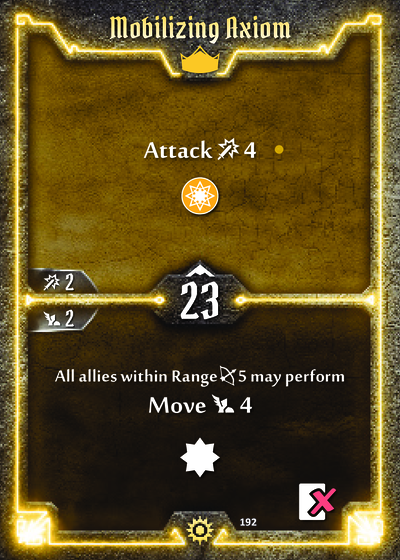 Mobilizing Axiom
Attack 4
2
23
2
All allies within Range 5 may perform
Move 4
192